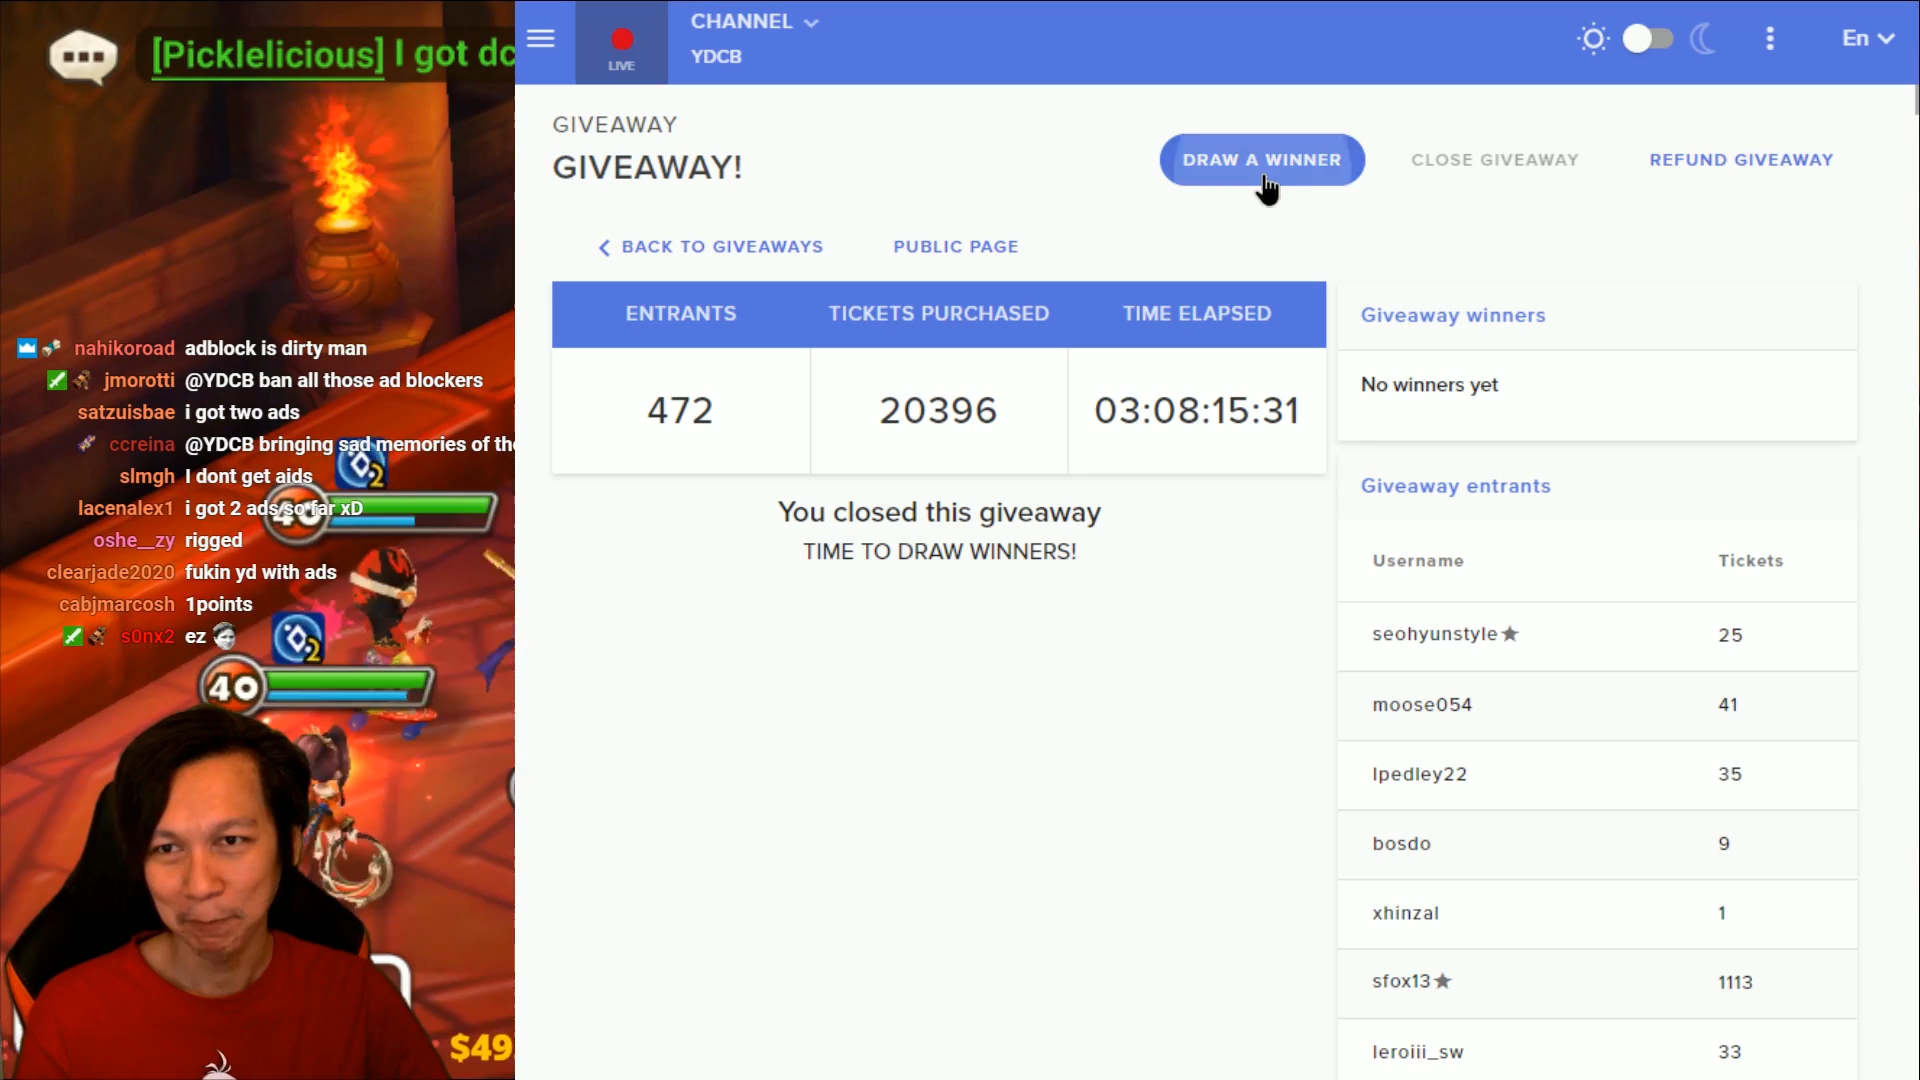 [Picklelicious] I got dc
nahikoroad adblock is dirty man
jmorotti @YDCB ban all those ad blockers
satzuisbae i got two ads
ccreina @YDCB bringing sad memories of the
slmgh I dont get aids
lacenalex1 i got 2 ads so far xD
oshe__zy rigged
clearjade2020 fukin yd with ads
cabjmarcosh 1points
s0nx2 ez
2
40
2
40
$49
LIVE
CHANNEL
YDCB
En
GIVEAWAY
GIVEAWAY!
DRAW A WINNER
CLOSE GIVEAWAY
REFUND GIVEAWAY
BACK TO GIVEAWAYS
PUBLIC PAGE
ENTRANTS TICKETS PURCHASED TIME ELAPSED
472 20396 03:08:15:31
You closed this giveaway
TIME TO DRAW WINNERS!
Giveaway winners
No winners yet
Giveaway entrants
Username Tickets
seohyunstyle★ 25
moose054 41
lpedley22 35
bosdo 9
xhinzal 1
sfox13★ 1113
leroiii_sw 33